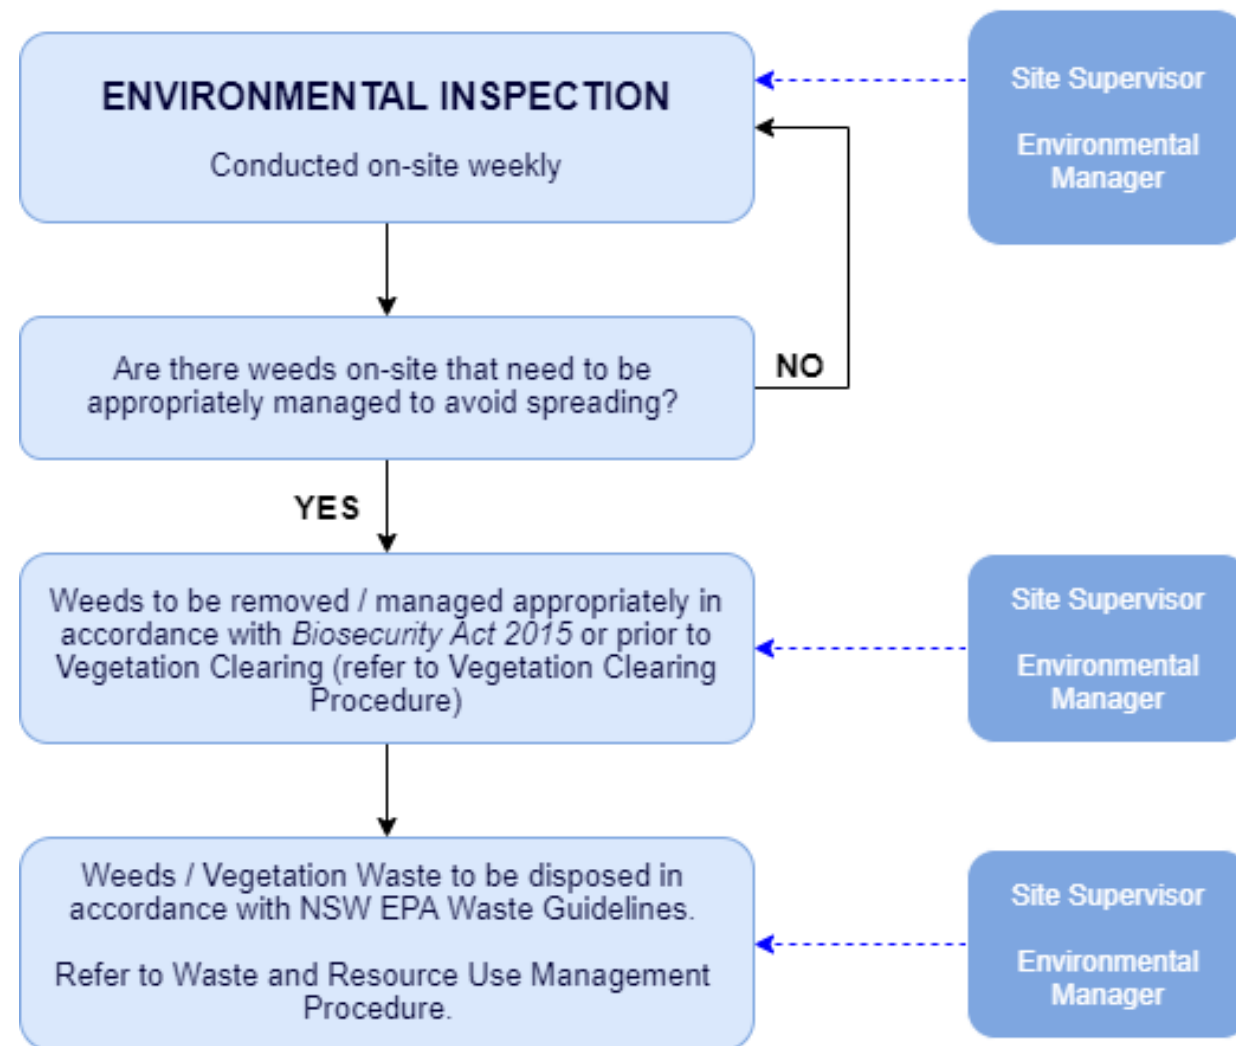 ENVIRONMENTAL INSPECTION
Conducted on-site weekly
Site Supervisor
Environmental
Manager
Are there weeds on-site that need to be
appropriately managed to avoid spreading?
NO
YES
Weeds to be removed / managed appropriately in
accordance with Biosecurity Act 2015 or prior to
Vegetation Clearing (refer to Vegetation Clearing
Procedure)
Site Supervisor
Environmental
Manager
Weeds / Vegetation Waste to be disposed in
accordance with NSW EPA Waste Guidelines.
Refer to Waste and Resource Use Management
Procedure.
Site Supervisor
Environmental
Manager